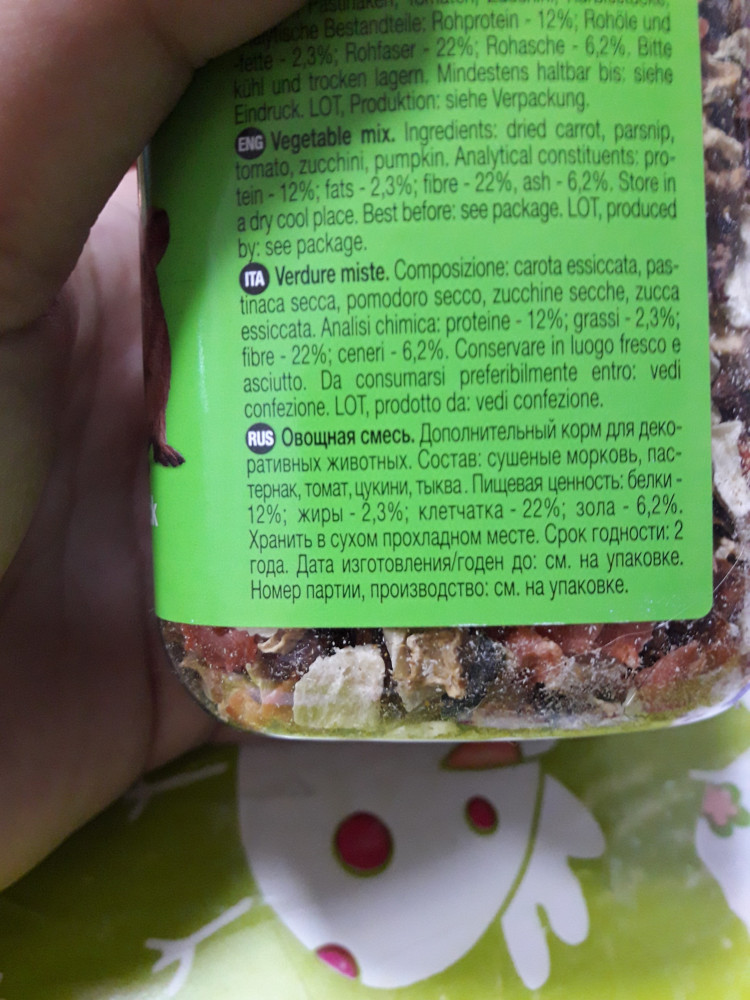 Pastinaken, Tomaten, Zucchini, Kürbisstücke.
Analytische Bestandteile: Rohprotein - 12%; Rohöle und
-fette - 2,3%; Rohfaser - 22%; Rohasche - 6,2%. Bitte
kühl und trocken lagern. Mindestens haltbar bis: siehe
Eindruck. LOT, Produktion: siehe Verpackung.
ENG Vegetable mix. Ingredients: dried carrot, parsnip,
tomato, zucchini, pumpkin. Analytical constituents: pro-
tein - 12%; fats - 2,3%; fibre - 22%, ash - 6,2%. Store in
a dry cool place. Best before: see package. LOT, produced
by: see package.
ITA Verdure miste. Composizione: carota essiccata, pas-
tinaca secca, pomodoro secco, zucchine secche, zucca
essiccata. Analisi chimica: proteine - 12%; grassi - 2,3%;
fibre - 22%; ceneri - 6,2%. Conservare in luogo fresco e
asciutto. Da consumarsi preferibilmente entro: vedi
confezione. LOT, prodotto da: vedi confezione.
RUS Овощная смесь. Дополнительный корм для деко-
ративных животных. Состав: сушеные морковь, пас-
тернак, томат, цукини, тыква. Пищевая ценность: белки -
12%; жиры - 2,3%; клетчатка - 22%; зола - 6,2%.
Хранить в сухом прохладном месте. Срок годности: 2
года. Дата изготовления/годен до: см. на упаковке.
Номер партии, производство: см. на упаковке.